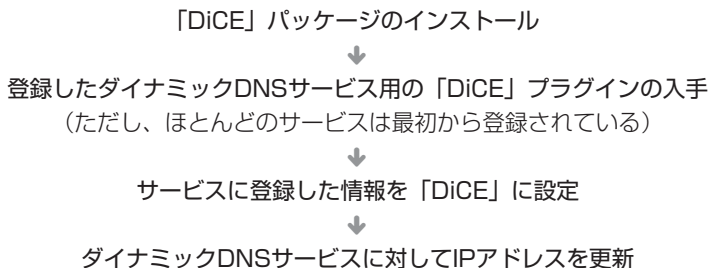 「DiCE」パッケージのインストール
登録したダイナミックDNSサービス用の「DiCE」プラグインの入手
（ただし、ほとんどのサービスは最初から登録されている）
サービスに登録した情報を「DiCE」に設定
ダイナミックDNSサービスに対してIPアドレスを更新